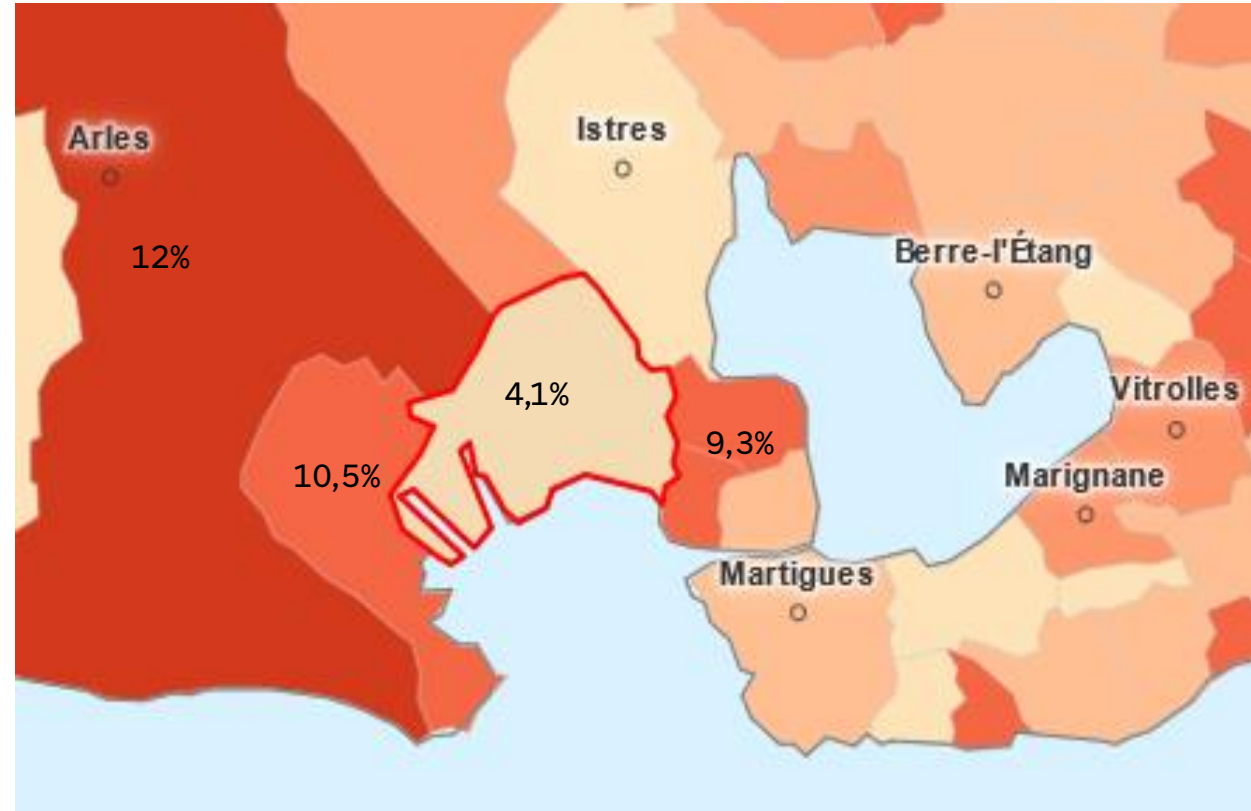 Arles
Istres
12%
Berre-l'Étang
4,1%
Vitrolles
9,3%
10,5%
Marignane
Martigues